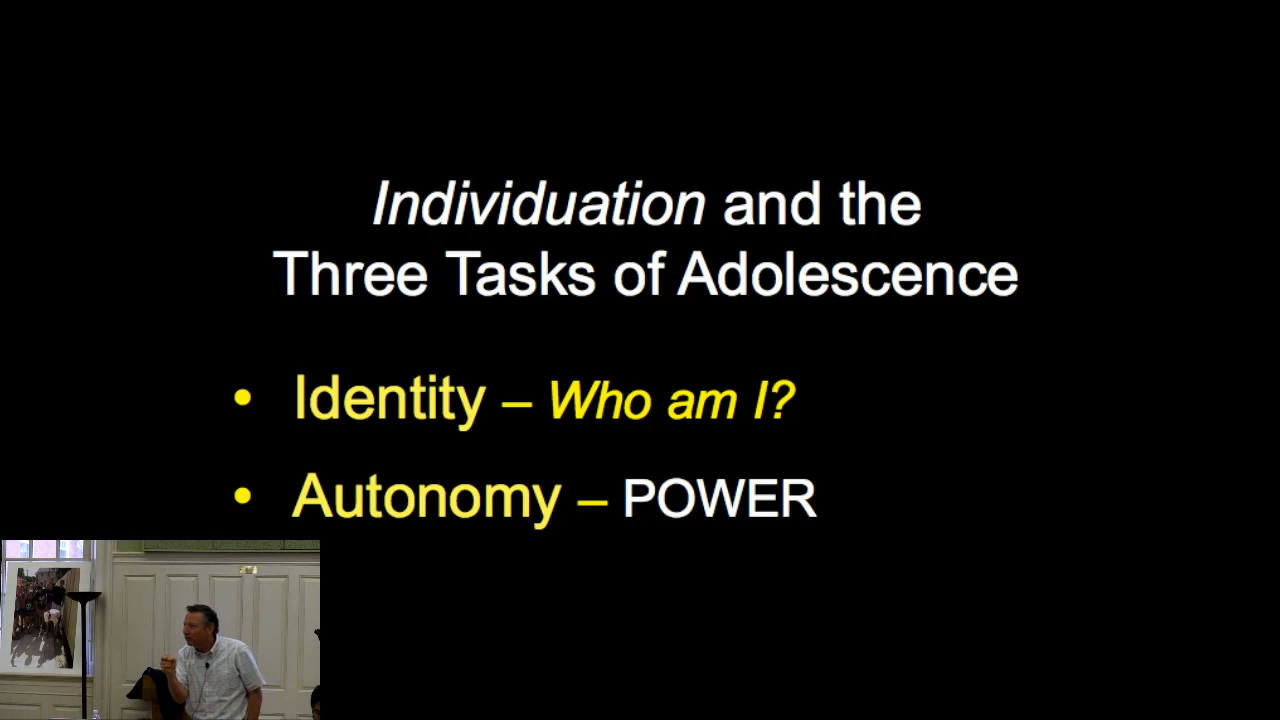 Individuation and the
Three Tasks of Adolescence
• Identity – Who am I?
• Autonomy – POWER